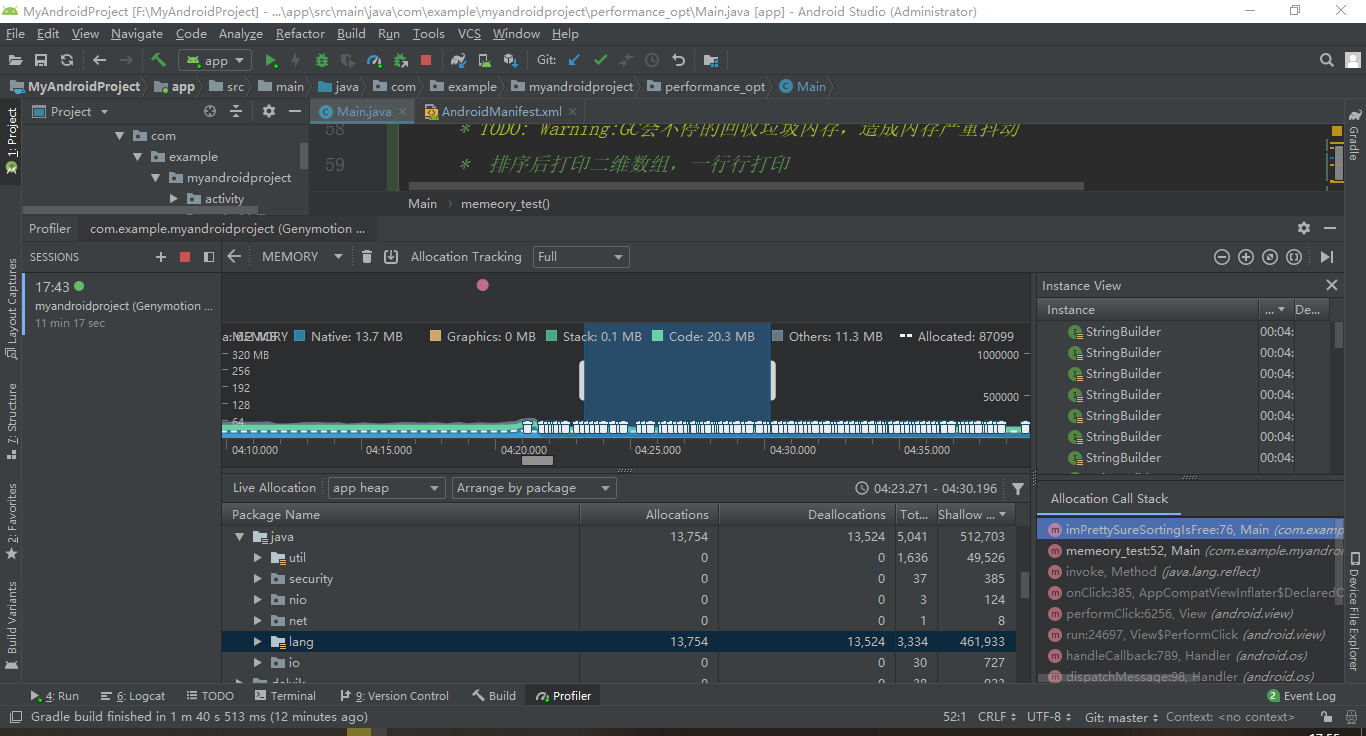 MyAndroidProject [F:\MyAndroidProject] - ...\app\src\main\java\com\example\myandroidproject\performance_opt\Main.java [app] - Android Studio (Administrator)
File Edit View Navigate Code Analyze Refactor Build Run Tools VCS Window Help
app Git:
MyAndroidProject app src main java com example myandroidproject performance_opt Main
1: Project
Project
Main.java
AndroidManifest.xml
Gradle
com
example
myandroidproject
activity
58 * TODO: Warning:GC会不停的回收垃圾内存，造成内存严重抖动
59 * 排序后打印二维数组，一行行打印
Main › memeory_test()
Profiler com.example.myandroidproject (Genymotion ...
SESSIONS
MEMORY Allocation Tracking Full
17:43
myandroidproject (Genymotion ...
11 min 17 sec
Layout Captures
7: Structure
2: Favorites
Build Variants
MEMORY Native: 13.7 MB Graphics: 0 MB Stack: 0.1 MB Code: 20.3 MB Others: 11.3 MB Allocated: 87099
320 MB 1000000
256
192
128 500000
64
04:10.000 04:15.000 04:20.000 04:25.000 04:30.000 04:35.000
Live Allocation app heap Arrange by package 04:23.271 - 04:30.196
Package Name Allocations Deallocations Tot... Shallow ...
java 13,754 13,524 5,041 512,703
util 0 0 1,636 49,526
security 0 0 37 385
nio 0 0 3 124
net 0 0 1 8
lang 13,754 13,524 3,334 461,933
io 0 0 30 727
Instance View
Instance ... De...
StringBuilder 00:04:
StringBuilder 00:04:
StringBuilder 00:04:
StringBuilder 00:04:
StringBuilder 00:04:
StringBuilder 00:04:
StringBuilder 00:04:
Allocation Call Stack
imPrettySureSortingIsFree:76, Main (com.examp
memeory_test:52, Main (com.example.myandro
invoke, Method (java.lang.reflect)
onClick:385, AppCompatViewInflater$DeclaredO
performClick:6256, View (android.view)
run:24697, View$PerformClick (android.view)
handleCallback:789, Handler (android.os)
dispatchMessage:98, Handler (android.os)
Device File Explorer
4: Run 6: Logcat TODO Terminal 9: Version Control Build Profiler 2 Event Log
Gradle build finished in 1 m 40 s 513 ms (12 minutes ago) 52:1 CRLF UTF-8 Git: master Context: <no context>